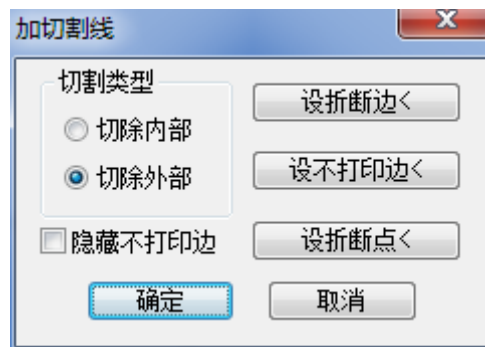 加切割线
切割类型
切除内部
切除外部
隐藏不打印边
设折断边<
设不打印边<
设折断点<
确定
取消